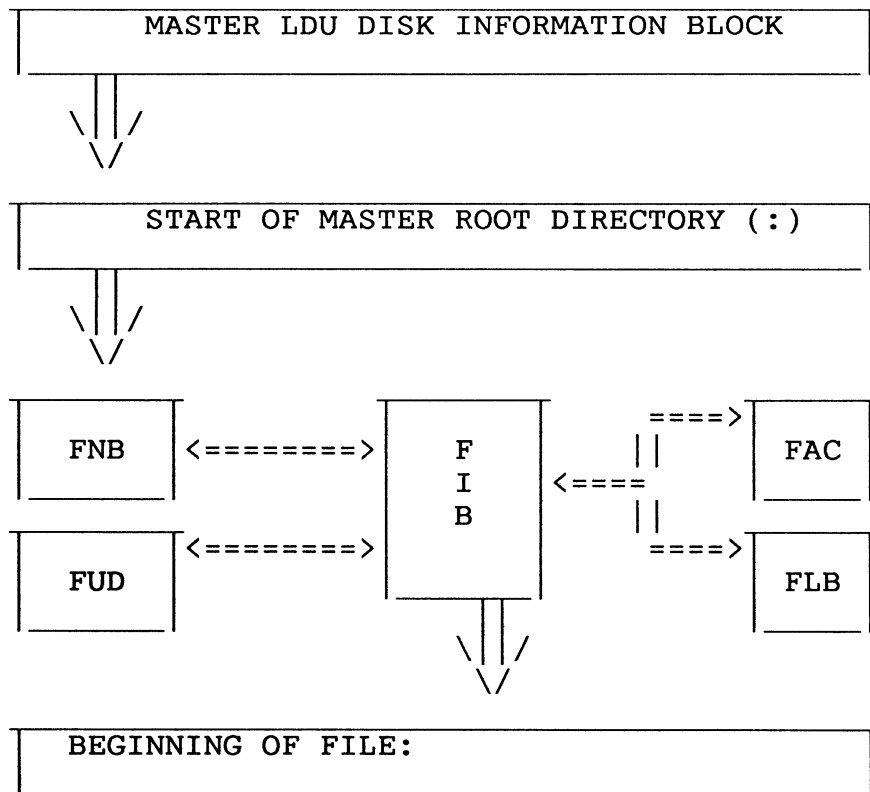 MASTER LDU DISK INFORMATION BLOCK
START OF MASTER ROOT DIRECTORY (:)
FNB <========> F I B <==== ====> FAC
FUD <========> ====> FLB
BEGINNING OF FILE: